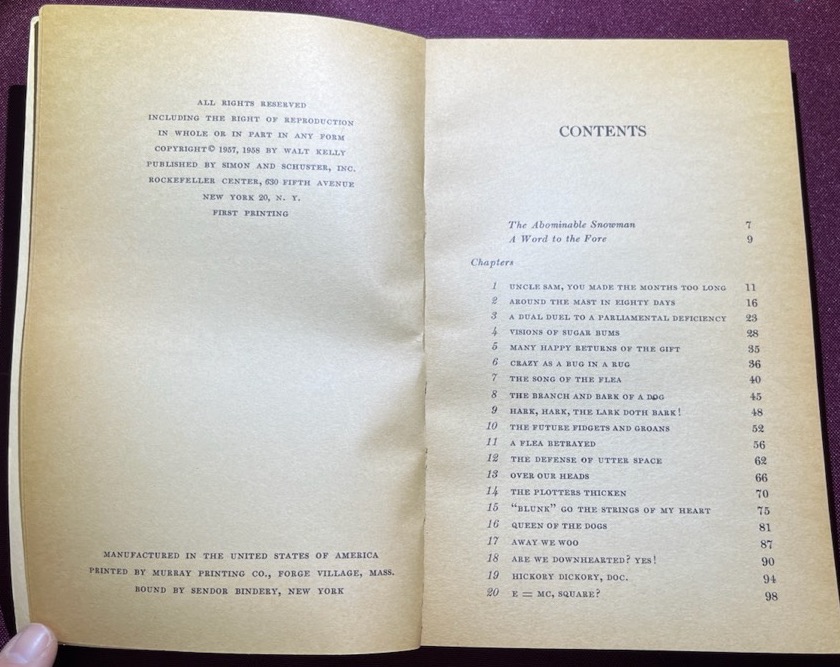 ALL RIGHTS RESERVED
INCLUDING THE RIGHT OF REPRODUCTION
IN WHOLE OR IN PART IN ANY FORM
COPYRIGHT © 1957, 1958 BY WALT KELLY
PUBLISHED BY SIMON AND SCHUSTER, INC.
ROCKEFELLER CENTER, 630 FIFTH AVENUE
NEW YORK 20, N. Y.
FIRST PRINTING
MANUFACTURED IN THE UNITED STATES OF AMERICA
PRINTED BY MURRAY PRINTING CO., FORGE VILLAGE, MASS.
BOUND BY SENDOR BINDERY, NEW YORK
CONTENTS
The Abominable Snowman 7
A Word to the Fore 9
Chapters
1 UNCLE SAM, YOU MADE THE MONTHS TOO LONG 11
2 AROUND THE MAST IN EIGHTY DAYS 16
3 A DUAL DUEL TO A PARLIAMENTAL DEFICIENCY 23
4 VISIONS OF SUGAR BUMS 28
5 MANY HAPPY RETURNS OF THE GIFT 35
6 CRAZY AS A BUG IN A RUG 36
7 THE SONG OF THE FLEA 40
8 THE BRANCH AND BARK OF A DOG 45
9 HARK, HARK, THE LARK DOTH BARK! 48
10 THE FUTURE FIDGETS AND GROANS 52
11 A FLEA BETRAYED 56
12 THE DEFENSE OF UTTER SPACE 62
13 OVER OUR HEADS 66
14 THE PLOTTERS THICKEN 70
15 "BLUNK" GO THE STRINGS OF MY HEART 75
16 QUEEN OF THE DOGS 81
17 AWAY WE WOO 87
18 ARE WE DOWNHEARTED? YES! 90
19 HICKORY DICKORY, DOC. 94
20 E = MC, SQUARE? 98